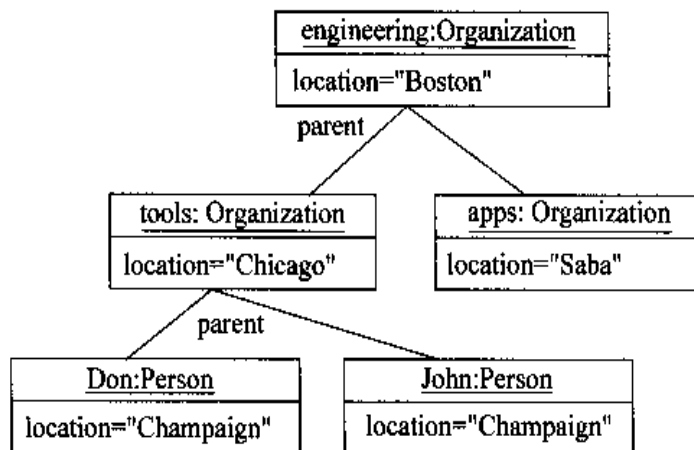 engineering:Organization
location="Boston"
parent
tools: Organization
apps: Organization
location="Chicago"
location="Saba"
parent
Don:Person
John:Person
location="Champaign"
location="Champaign"